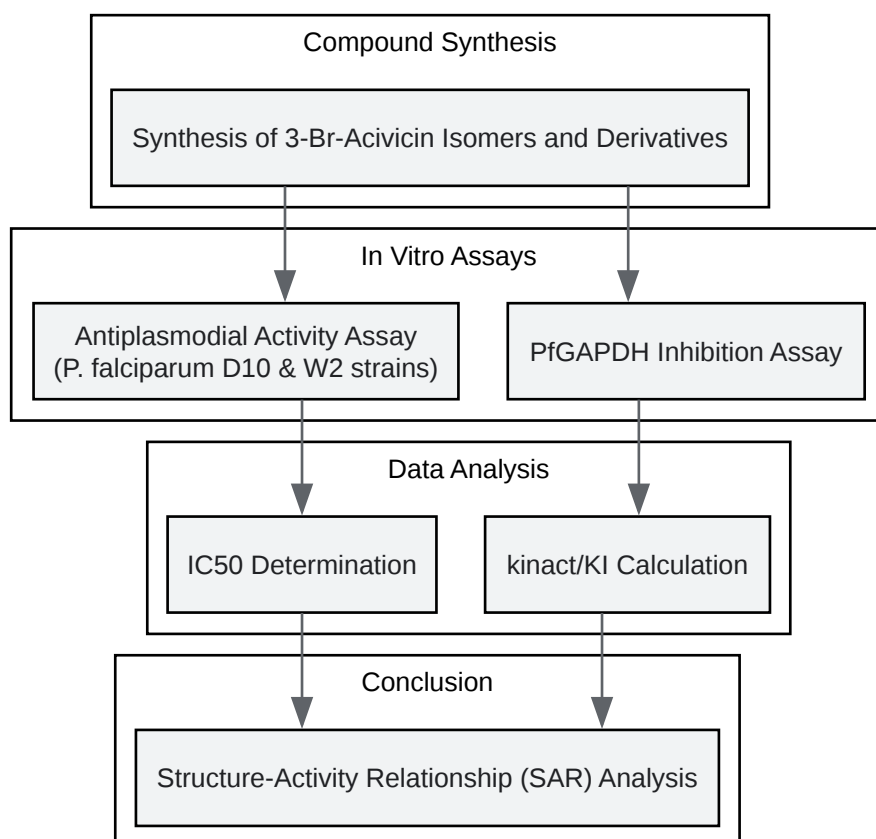 Compound Synthesis
Synthesis of 3-Br-Acivicin Isomers and Derivatives
In Vitro Assays
Antiplasmodial Activity Assay
(P. falciparum D10 & W2 strains)
PfGAPDH Inhibition Assay
Data Analysis
IC50 Determination
kinact/KI Calculation
Conclusion
Structure-Activity Relationship (SAR) Analysis